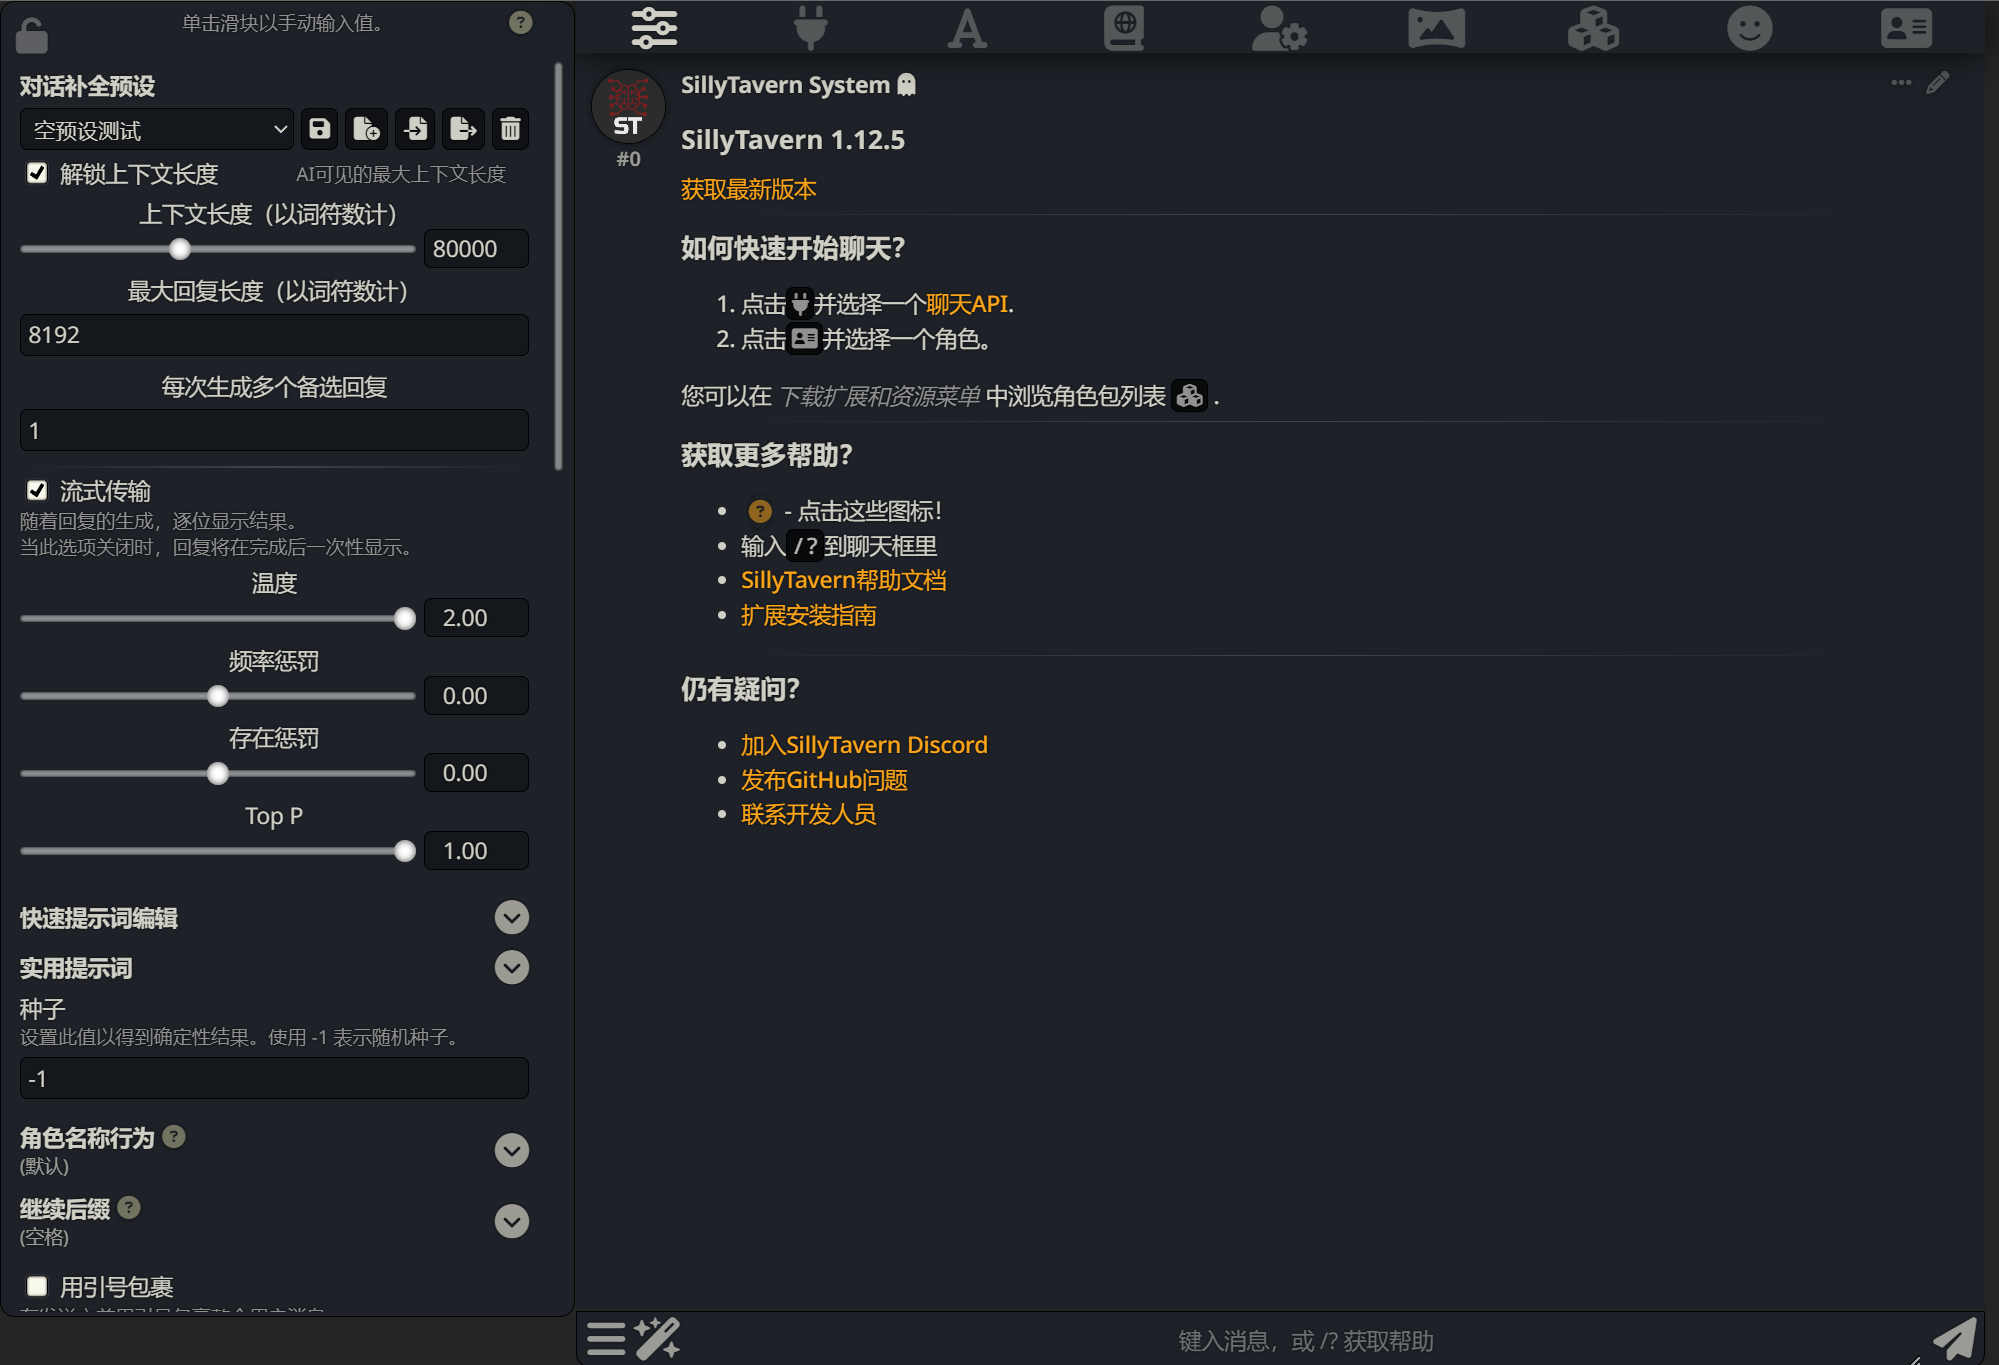 单击滑块以手动输入值。
?
对话补全预设
空预设测试
解锁上下文长度
AI可见的最大上下文长度
上下文长度（以词符数计）
80000
最大回复长度（以词符数计）
8192
每次生成多个备选回复
1
流式传输
随着回复的生成，逐位显示结果。
当此选项关闭时，回复将在完成后一次性显示。
温度
2.00
频率惩罚
0.00
存在惩罚
0.00
Top P
1.00
快速提示词编辑
实用提示词
种子
设置此值以得到确定性结果。使用 -1 表示随机种子。
-1
角色名称行为 ?
(默认)
继续后缀 ?
(空格)
用引号包裹
ST
#0
SillyTavern System
SillyTavern 1.12.5
获取最新版本
如何快速开始聊天？
1. 点击并选择一个聊天API.
2. 点击并选择一个角色。
您可以在 下载扩展和资源菜单 中浏览角色包列表 .
获取更多帮助？
? - 点击这些图标！
输入/?到聊天框里
SillyTavern帮助文档
扩展安装指南
仍有疑问？
加入SillyTavern Discord
发布GitHub问题
联系开发人员
键入消息，或 /? 获取帮助